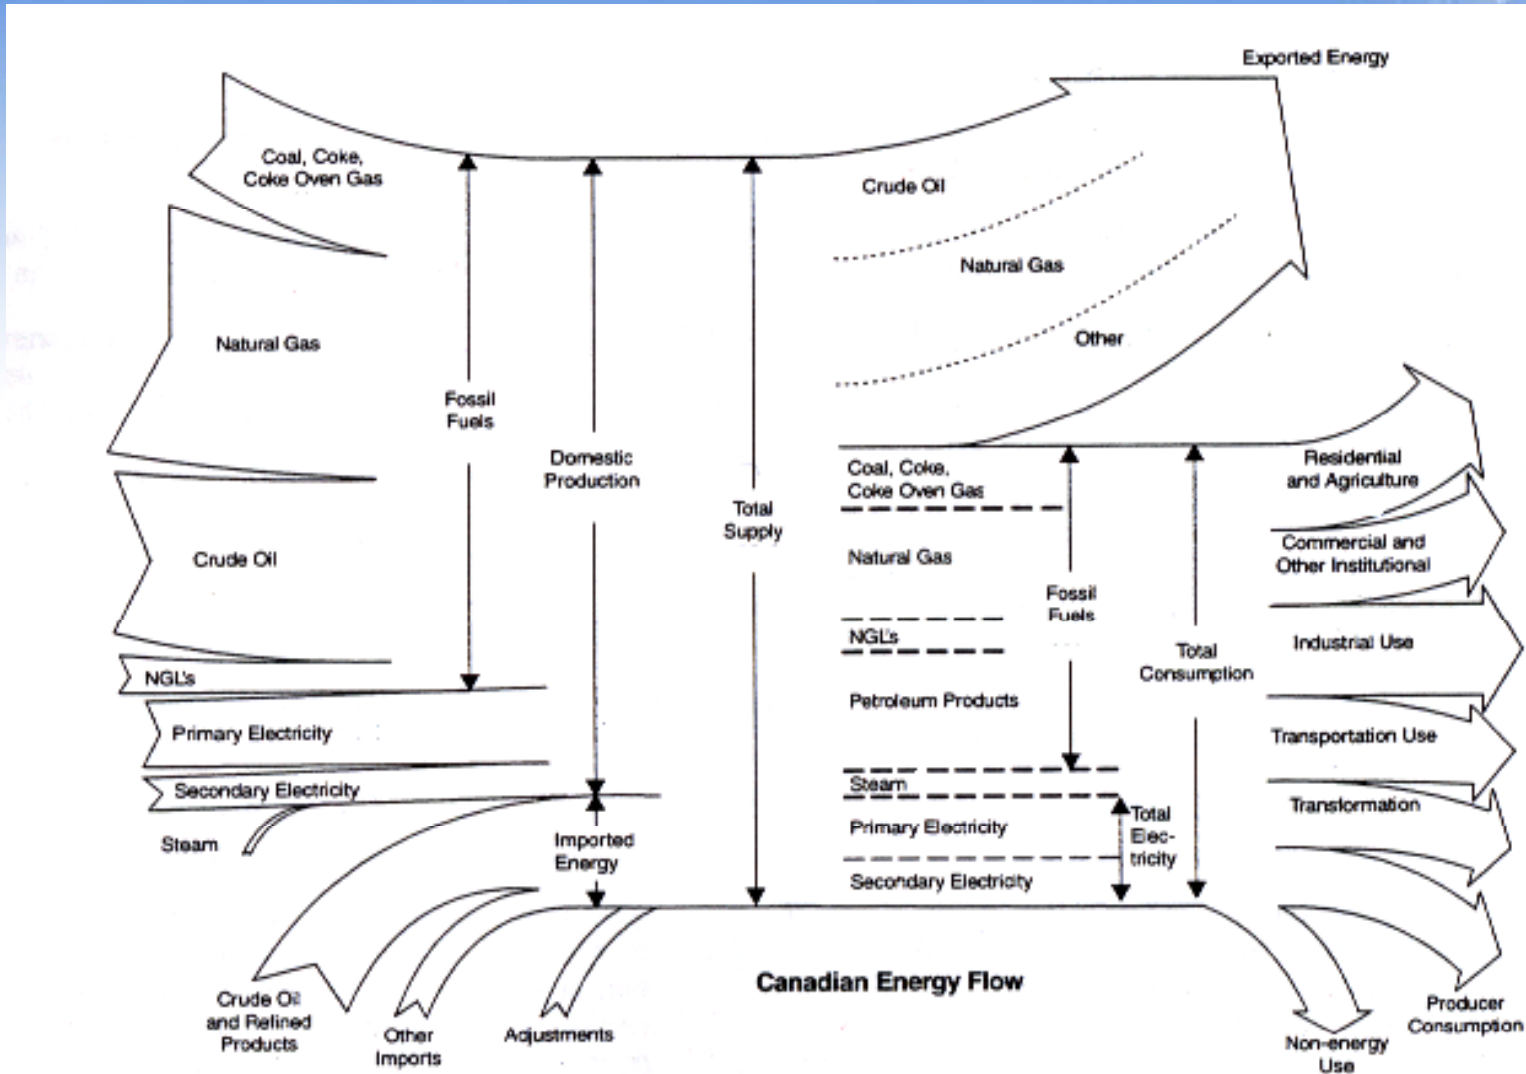 Exported Energy
Coal, Coke,
Coke Oven Gas
Crude Oil
Natural Gas
Natural Gas
Other
Fossil
Fuels
Domestic
Production
Total
Supply
Coal, Coke,
Coke Oven Gas
Residential
and Agriculture
Crude Oil
Natural Gas
Commercial and
Other Institutional
Fossil
Fuels
NGL's
Industrial Use
Total
Consumption
NGL's
Petroleum Products
Primary Electricity
Transportation Use
Secondary Electricity
Steam
Transformation
Steam
Imported
Energy
Primary Electricity
Total
Elec-
tricity
Secondary Electricity
Canadian Energy Flow
Crude Oil
and Refined
Products
Other
Imports
Adjustments
Producer
Consumption
Non-energy
Use